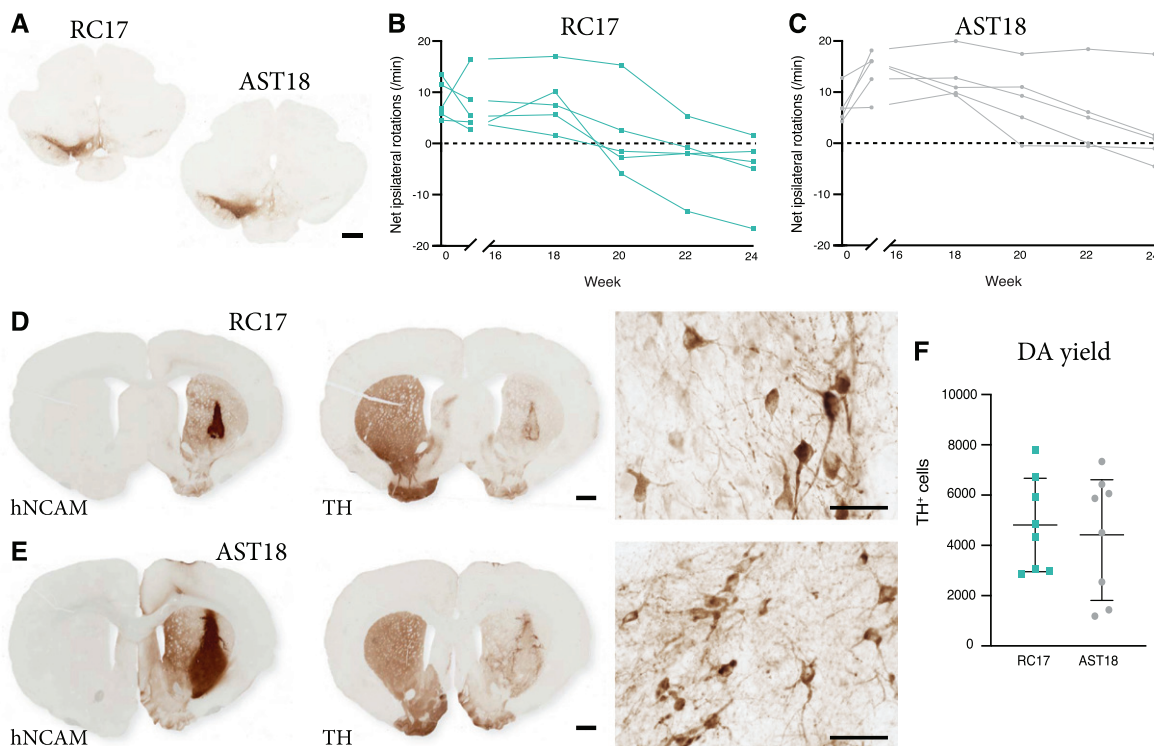 A
RC17
AST18
B
RC17
Net ipsilateral rotations (/min)
20
10
0
-10
-20
0
16
18
20
22
24
Week
C
AST18
Net ipsilateral rotations (/min)
20
10
0
-10
-20
0
16
18
20
22
24
Week
D
RC17
hNCAM
TH
E
AST18
hNCAM
TH
F
DA yield
TH⁺ cells
10000
8000
6000
4000
2000
0
RC17
AST18